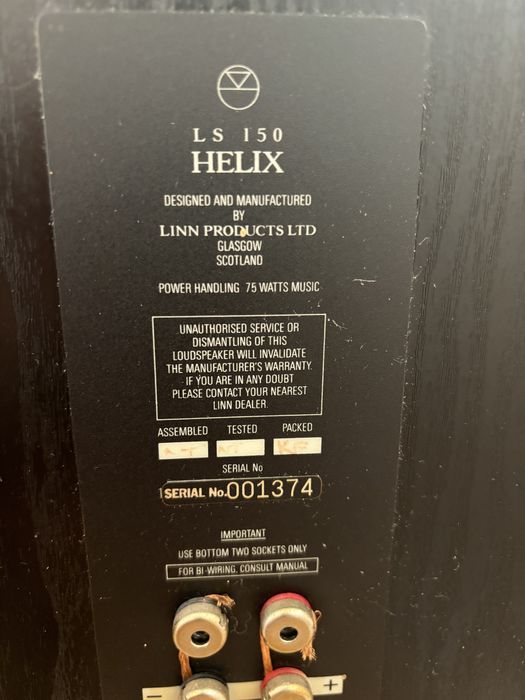 LS 150
HELIX
DESIGNED AND MANUFACTURED
BY
LINN PRODUCTS LTD
GLASGOW
SCOTLAND
POWER HANDLING 75 WATTS MUSIC
UNAUTHORISED SERVICE OR
DISMANTLING OF THIS
LOUDSPEAKER WILL INVALIDATE
THE MANUFACTURER'S WARRANTY.
IF YOU ARE IN ANY DOUBT
PLEASE CONTACT YOUR NEAREST
LINN DEALER.
ASSEMBLED TESTED PACKED
SERIAL No
SERIAL No. 001374
IMPORTANT
USE BOTTOM TWO SOCKETS ONLY
FOR BI-WIRING, CONSULT MANUAL
− +